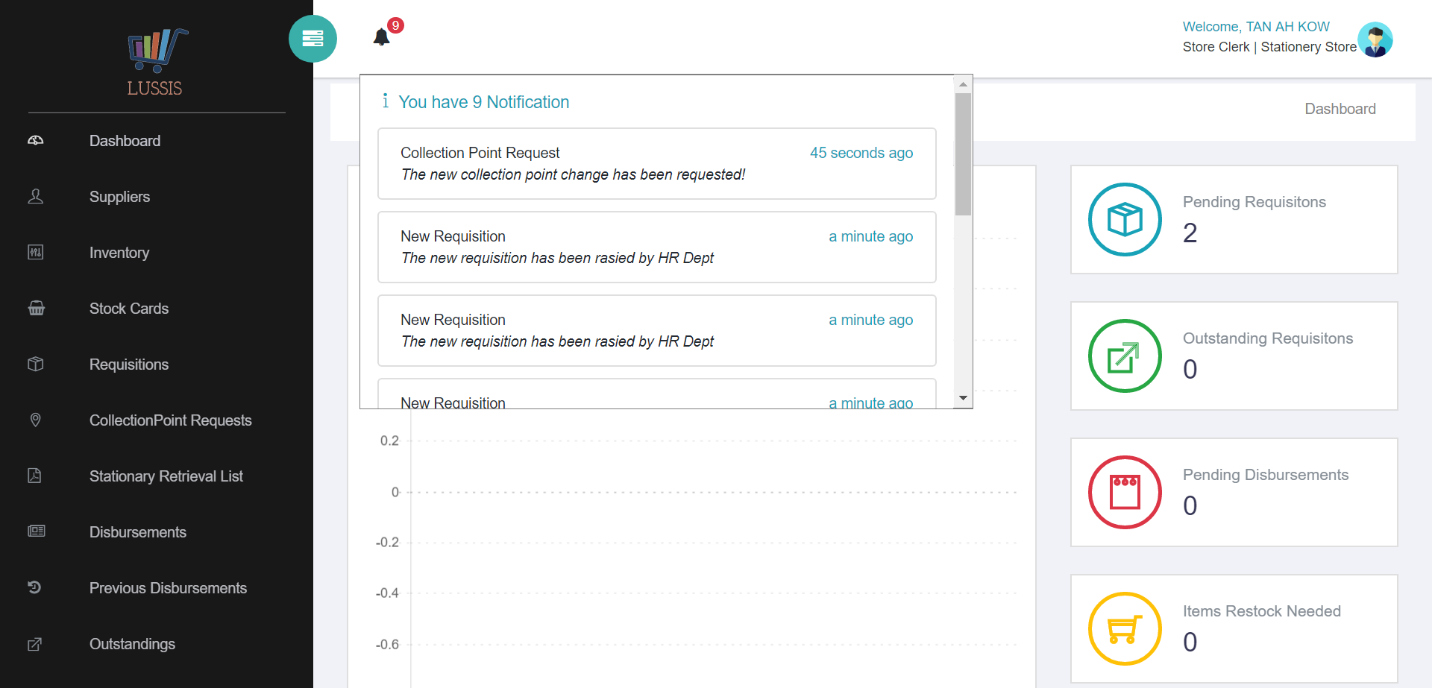 LUSSIS
Dashboard
Suppliers
Inventory
Stock Cards
Requisitions
CollectionPoint Requests
Stationary Retrieval List
Disbursements
Previous Disbursements
Outstandings
9
Welcome, TAN AH KOW
Store Clerk | Stationery Store
Dashboard
i You have 9 Notification
Collection Point Request 45 seconds ago
The new collection point change has been requested!
New Requisition a minute ago
The new requisition has been rasied by HR Dept
New Requisition a minute ago
The new requisition has been rasied by HR Dept
New Requisition a minute ago
0.2
0
-0.2
-0.4
-0.6
Pending Requisitons
2
Outstanding Requisitons
0
Pending Disbursements
0
Items Restock Needed
0